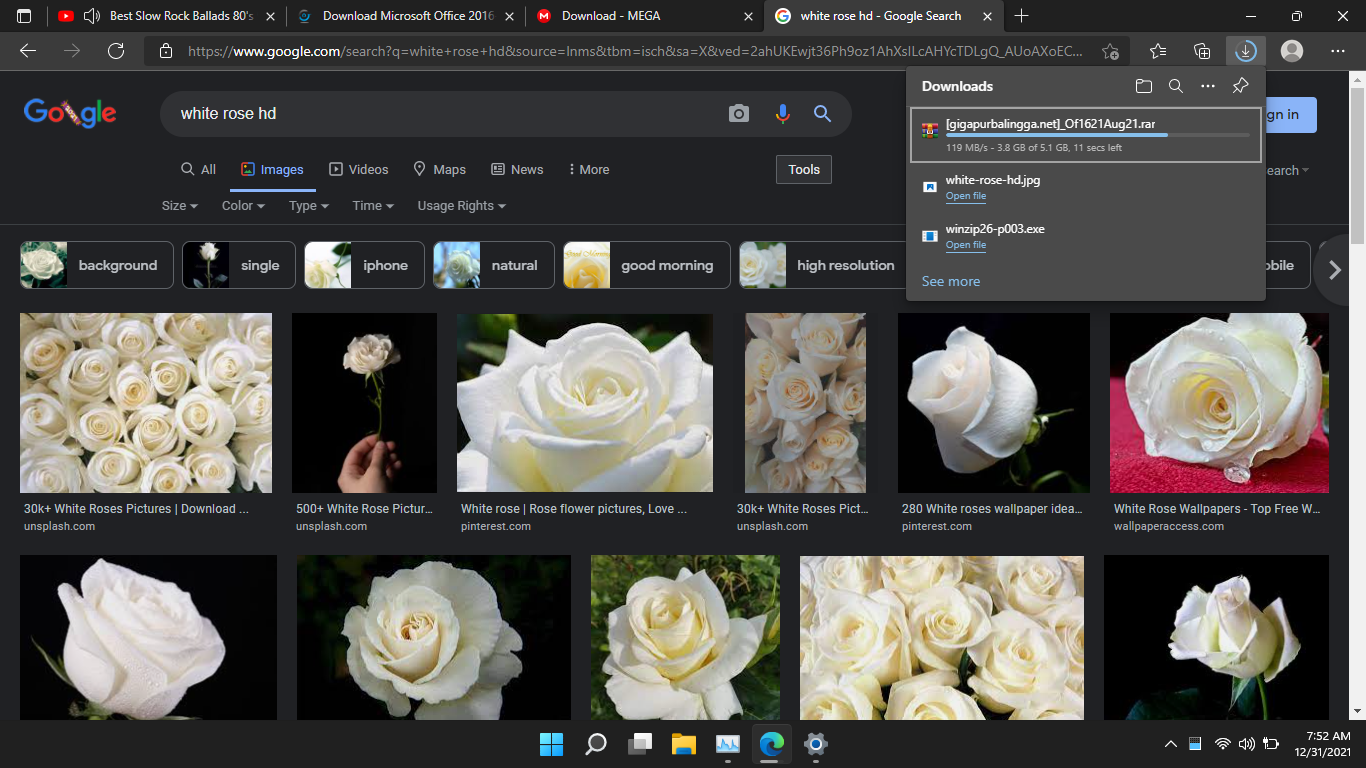 Best Slow Rock Ballads 80's
Download Microsoft Office 2016
Download - MEGA
white rose hd - Google Search
https://www.google.com/search?q=white+rose+hd&source=lnms&tbm=isch&sa=X&ved=2ahUKEwjt36Ph9oz1AhXsILcAHYcTDLgQ_AUoAXoEC...
Google
white rose hd
gn in
Downloads
[gigapurbalingga.net]_Of1621Aug21.rar
119 MB/s - 3.8 GB of 5.1 GB, 11 secs left
white-rose-hd.jpg
Open file
winzip26-p003.exe
Open file
See more
All
Images
Videos
Maps
News
More
Tools
earch
Size
Color
Type
Time
Usage Rights
background
single
iphone
natural
Good Morning
good morning
high resolution
obile
30k+ White Roses Pictures | Download ...
unsplash.com
500+ White Rose Pictur...
unsplash.com
White rose | Rose flower pictures, Love ...
pinterest.com
30k+ White Roses Pict...
unsplash.com
280 White roses wallpaper idea...
pinterest.com
White Rose Wallpapers - Top Free W...
wallpaperaccess.com
7:52 AM
12/31/2021